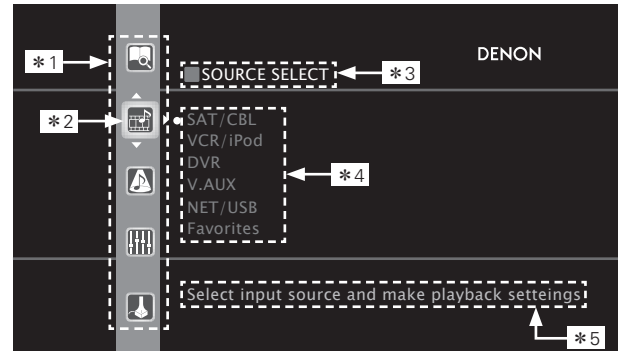 DENON
＊1
SOURCE SELECT
＊3
＊2
SAT/CBL
VCR/iPod
DVR
V.AUX
NET/USB
Favorites
＊4
Select input source and make playback setteings
＊5